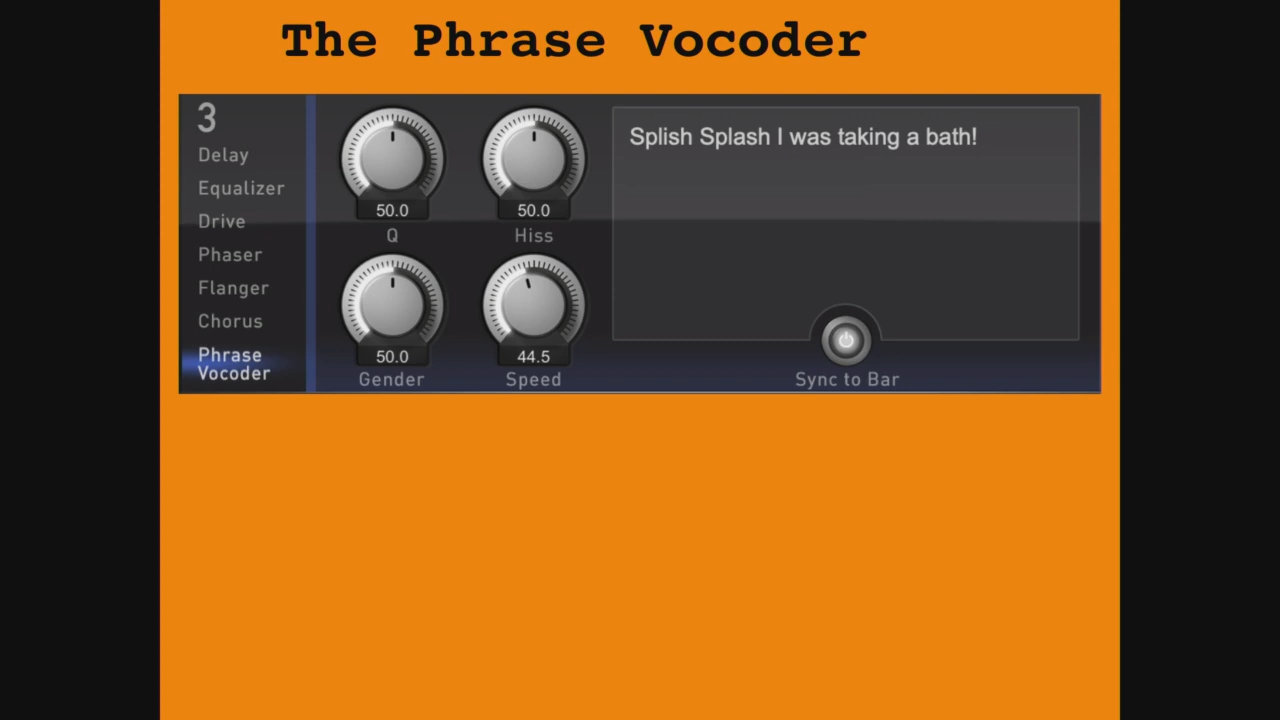 The Phrase Vocoder
3
Delay
Equalizer
Drive
Phaser
Flanger
Chorus
Phrase
Vocoder
50.0
Q
50.0
Hiss
50.0
Gender
44.5
Speed
Splish Splash I was taking a bath!
Sync to Bar